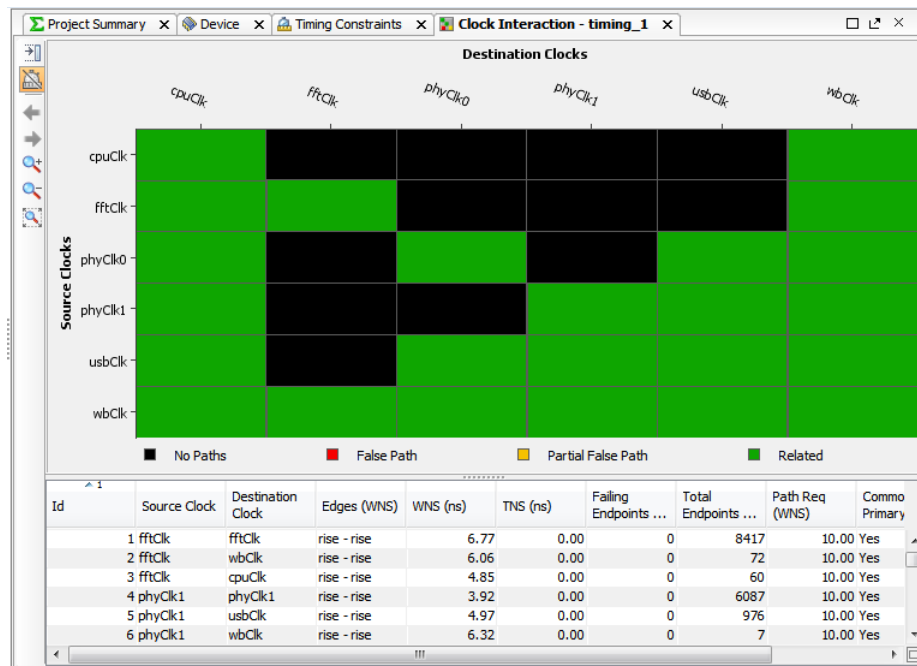 Project Summary × Device × Timing Constraints × Clock Interaction - timing_1 ×
Destination Clocks
cpuClk fftClk phyClk0 phyClk1 usbClk wbClk
Source Clocks
cpuClk
fftClk
phyClk0
phyClk1
usbClk
wbClk
No Paths False Path Partial False Path Related
1
Id Source Clock Destination Clock Edges (WNS) WNS (ns) TNS (ns) Failing Endpoints ... Total Endpoints ... Path Req (WNS) Commo Primary
1 fftClk fftClk rise - rise 6.77 0.00 0 8417 10.00 Yes
2 fftClk wbClk rise - rise 6.06 0.00 0 72 10.00 Yes
3 fftClk cpuClk rise - rise 4.85 0.00 0 60 10.00 Yes
4 phyClk1 phyClk1 rise - rise 3.92 0.00 0 6087 10.00 Yes
5 phyClk1 usbClk rise - rise 4.97 0.00 0 976 10.00 Yes
6 phyClk1 wbClk rise - rise 6.32 0.00 0 7 10.00 Yes